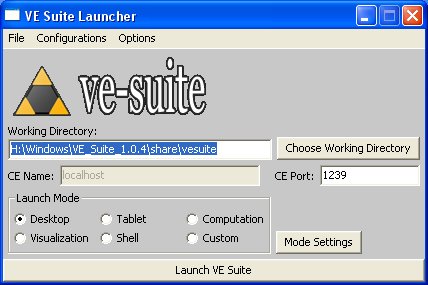 VE Suite Launcher
File Configurations Options
ve-suite
Working Directory:
H:\Windows\VE_Suite_1.0.4\share\vesuite Choose Working Directory
CE Name: localhost CE Port: 1239
Launch Mode
Desktop Tablet Computation
Visualization Shell Custom
Mode Settings
Launch VE Suite